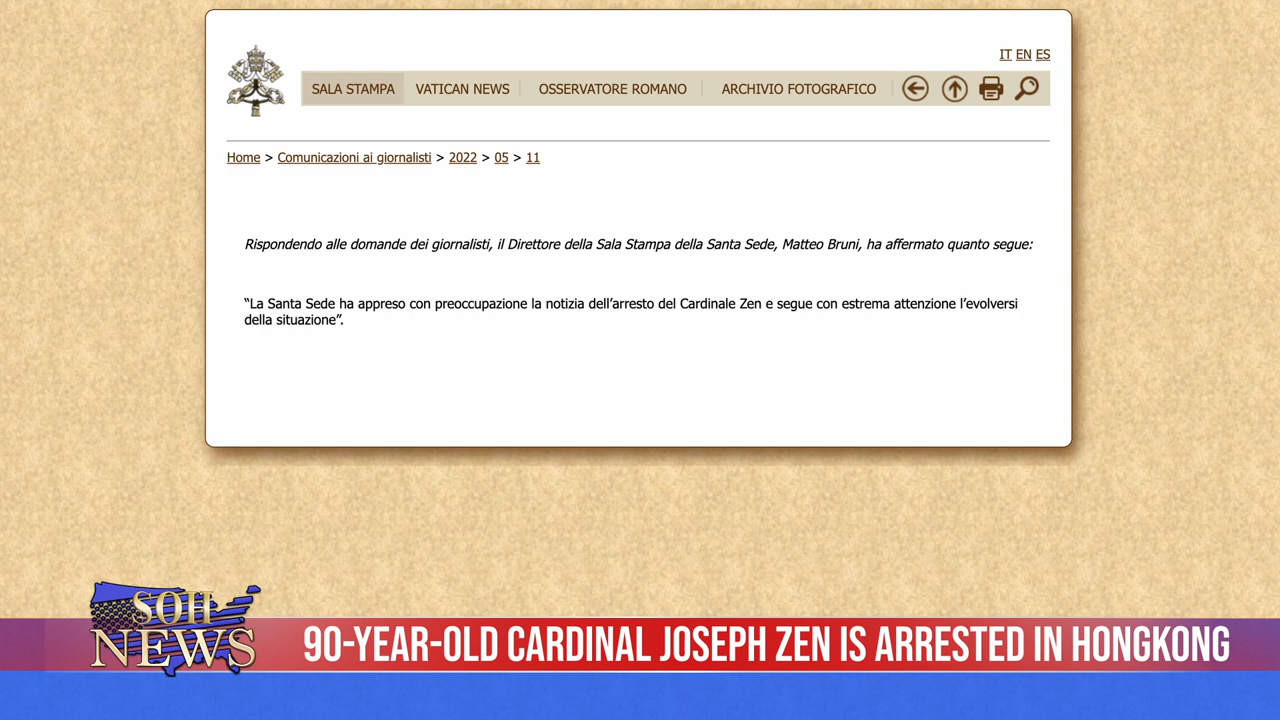 IT EN ES
SALA STAMPA VATICAN NEWS OSSERVATORE ROMANO ARCHIVIO FOTOGRAFICO
Home > Comunicazioni ai giornalisti > 2022 > 05 > 11
Rispondendo alle domande dei giornalisti, il Direttore della Sala Stampa della Santa Sede, Matteo Bruni, ha affermato quanto segue:
“La Santa Sede ha appreso con preoccupazione la notizia dell’arresto del Cardinale Zen e segue con estrema attenzione l’evolversi
della situazione”.
SOH
NEWS
90-YEAR-OLD CARDINAL JOSEPH ZEN IS ARRESTED IN HONGKONG